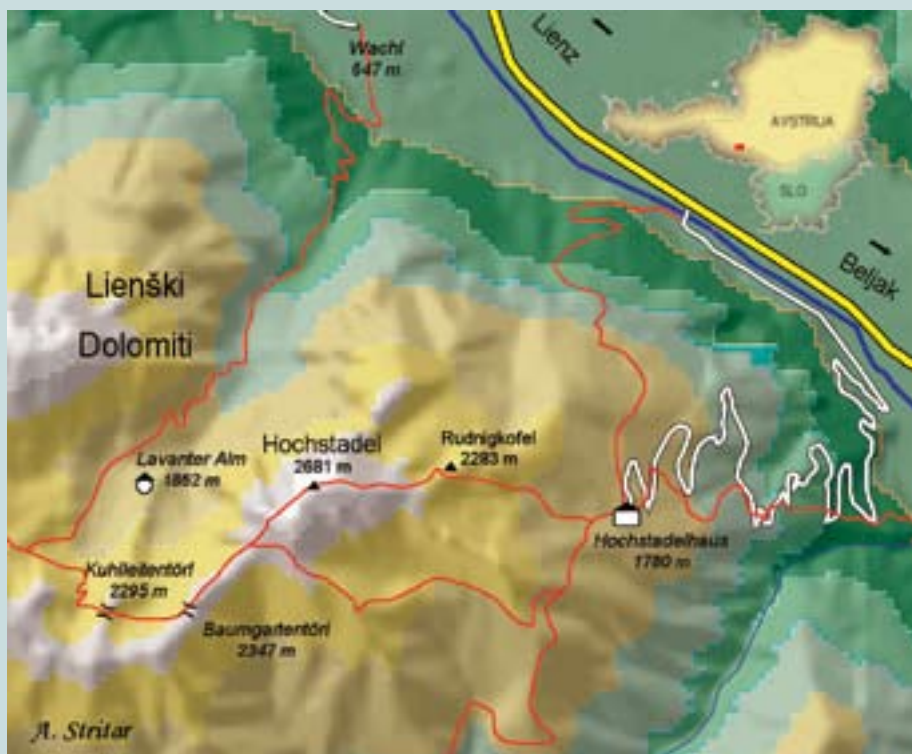 Wachl
647 m
Lienz
AVSTRIJA
SLO
Beljak
Lienški
Dolomiti
Hochstadel
2681 m
Rudnigkofel
2283 m
Lavanter Alm
1852 m
Hochstadelhaus
1780 m
Kuhlleitentörl
2295 m
Baumgartentörl
2347 m
A. Stritar